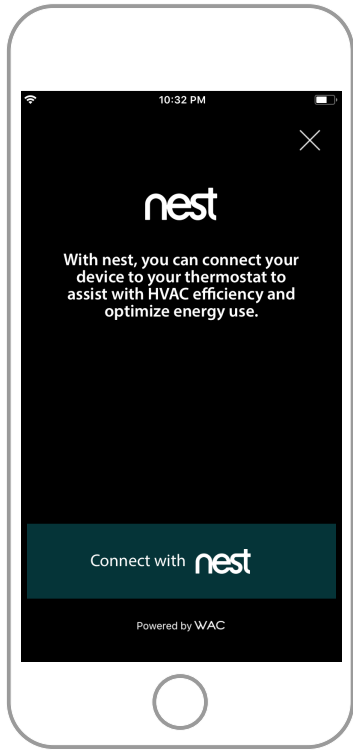 10:32 PM
nest
With nest, you can connect your
device to your thermostat to
assist with HVAC efficiency and
optimize energy use.
Connect with nest
Powered by WAC